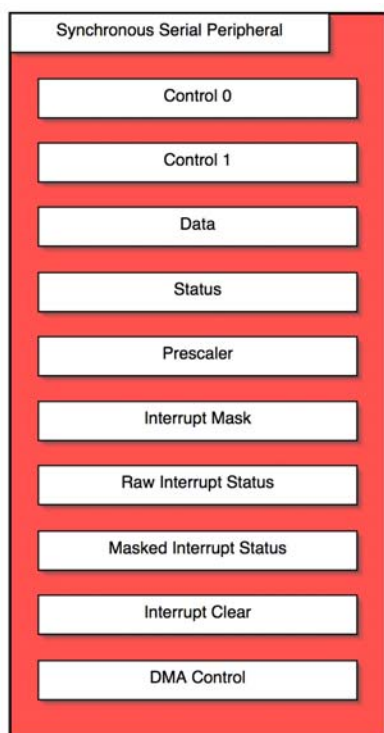 Synchronous Serial Peripheral
Control 0
Control 1
Data
Status
Prescaler
Interrupt Mask
Raw Interrupt Status
Masked Interrupt Status
Interrupt Clear
DMA Control